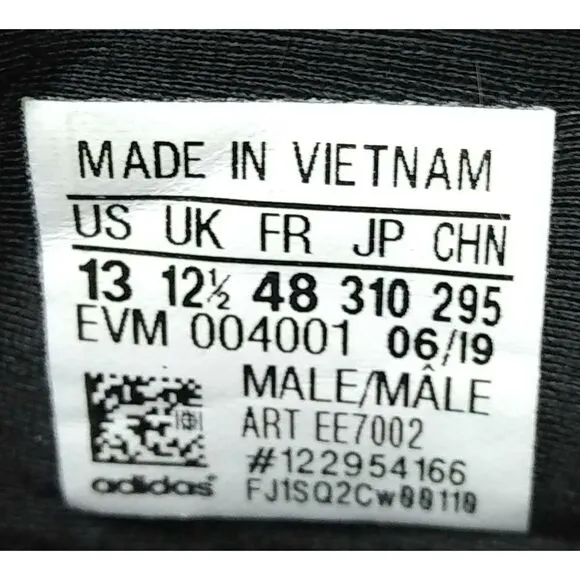 MADE IN VIETNAM
US UK FR JP CHN
13 12½ 48 310 295
EVM 004001 06/19
MALE/MÂLE
ART EE7002
#122954166
adidas FJ1SQ2Cw00110